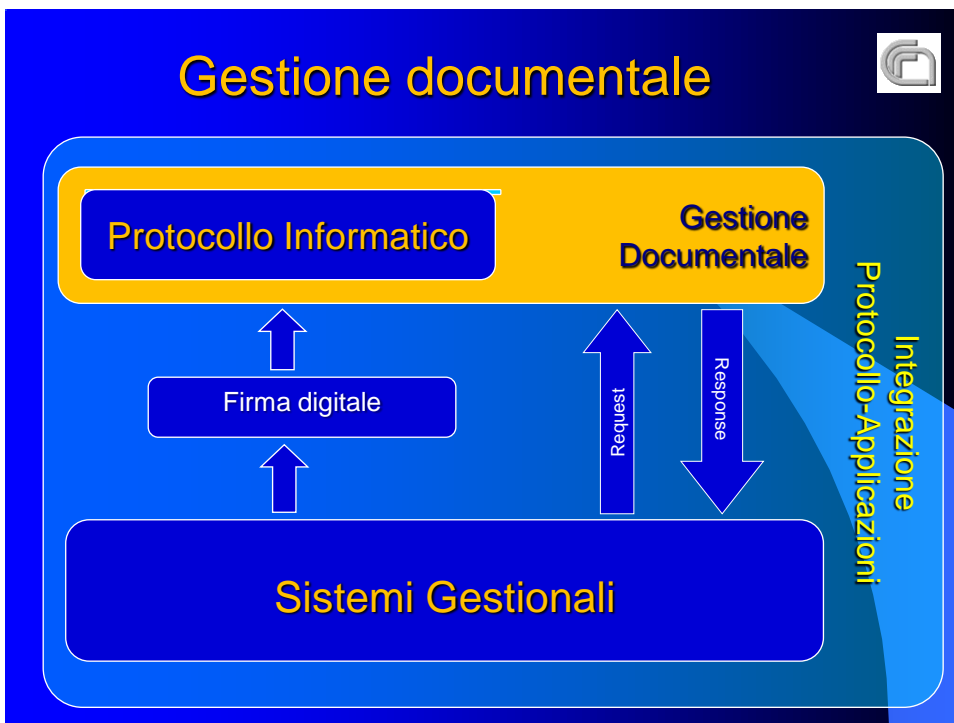 Gestione documentale
Protocollo Informatico
Gestione
Documentale
Firma digitale
Request
Response
Integrazione
Protocollo-Applicazioni
Sistemi Gestionali